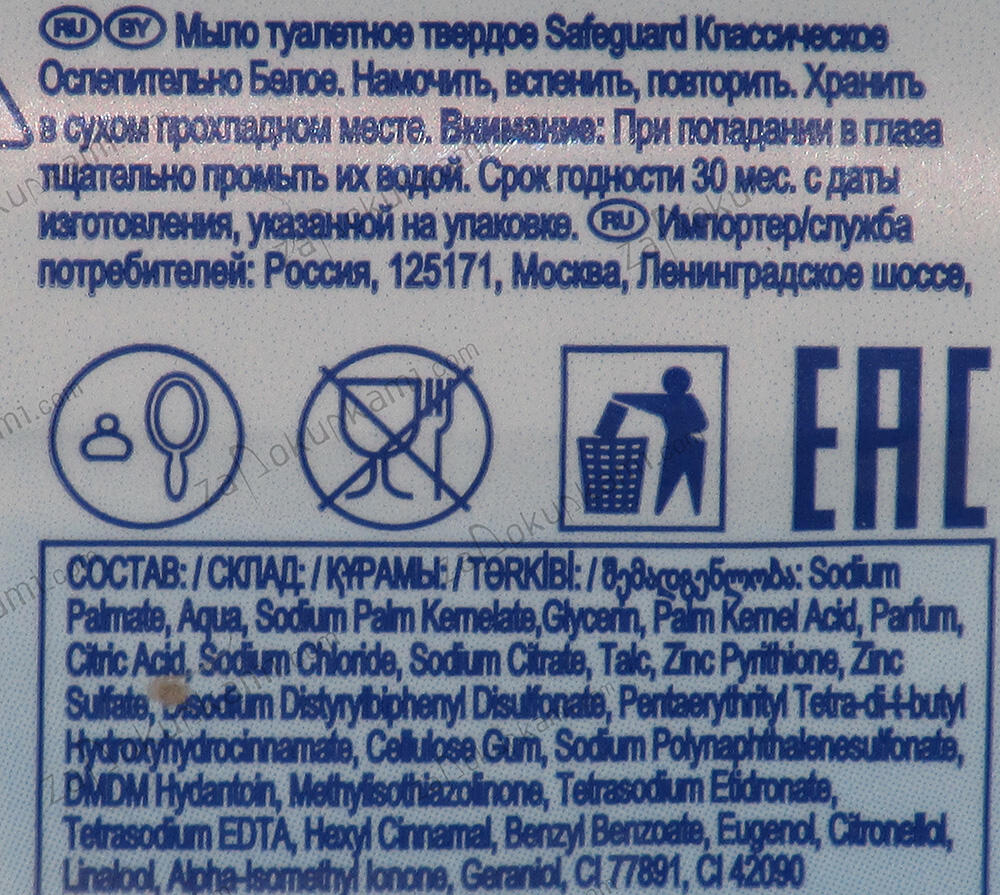 RU BY Мыло туалетное твердое Safeguard Классическое
Ослепительно Белое. Намочить, вспенить, повторить. Хранить
в сухом прохладном месте. Внимание: При попадании в глаза
тщательно промыть их водой. Срок годности 30 мес. с даты
изготовления, указанной на упаковке. RU Импортер/служба
потребителей: Россия, 125171, Москва, Ленинградское шоссе,
EAC
СОСТАВ: / СКЛАД: / ҚҰРАМЫ: / TƏRKİBİ: / შემადგენლობა: Sodium
Palmate, Aqua, Sodium Palm Kernelate,Glycerin, Palm Kernel Acid, Parfum,
Citric Acid, Sodium Chloride, Sodium Citrate, Talc, Zinc Pyrithione, Zinc
Sulfate, Disodium Distyrylbiphenyl Disulfonate, Pentaerythrityl Tetra-di-t-butyl
Hydroxyhydrocinnamate, Cellulose Gum, Sodium Polynaphthalenesulfonate,
DMDM Hydantoin, Methylisothiazolinone, Tetrasodium Etidronate,
Tetrasodium EDTA, Hexyl Cinnamal, Benzyl Benzoate, Eugenol, Citronellol,
Linalool, Alpha-Isomethyl Ionone, Geraniol, CI 77891, CI 42090